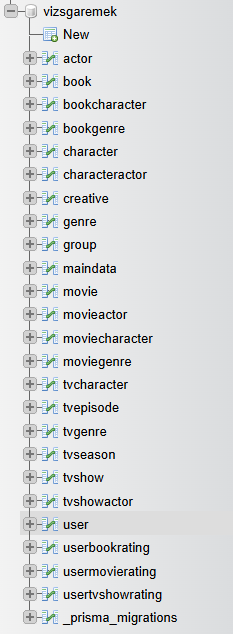 vizsgaremek
New
actor
book
bookcharacter
bookgenre
character
characteractor
creative
genre
group
maindata
movie
movieactor
moviecharacter
moviegenre
tvcharacter
tvepisode
tvgenre
tvseason
tvshow
tvshowactor
user
userbookrating
usermovierating
usertvshowrating
_prisma_migrations